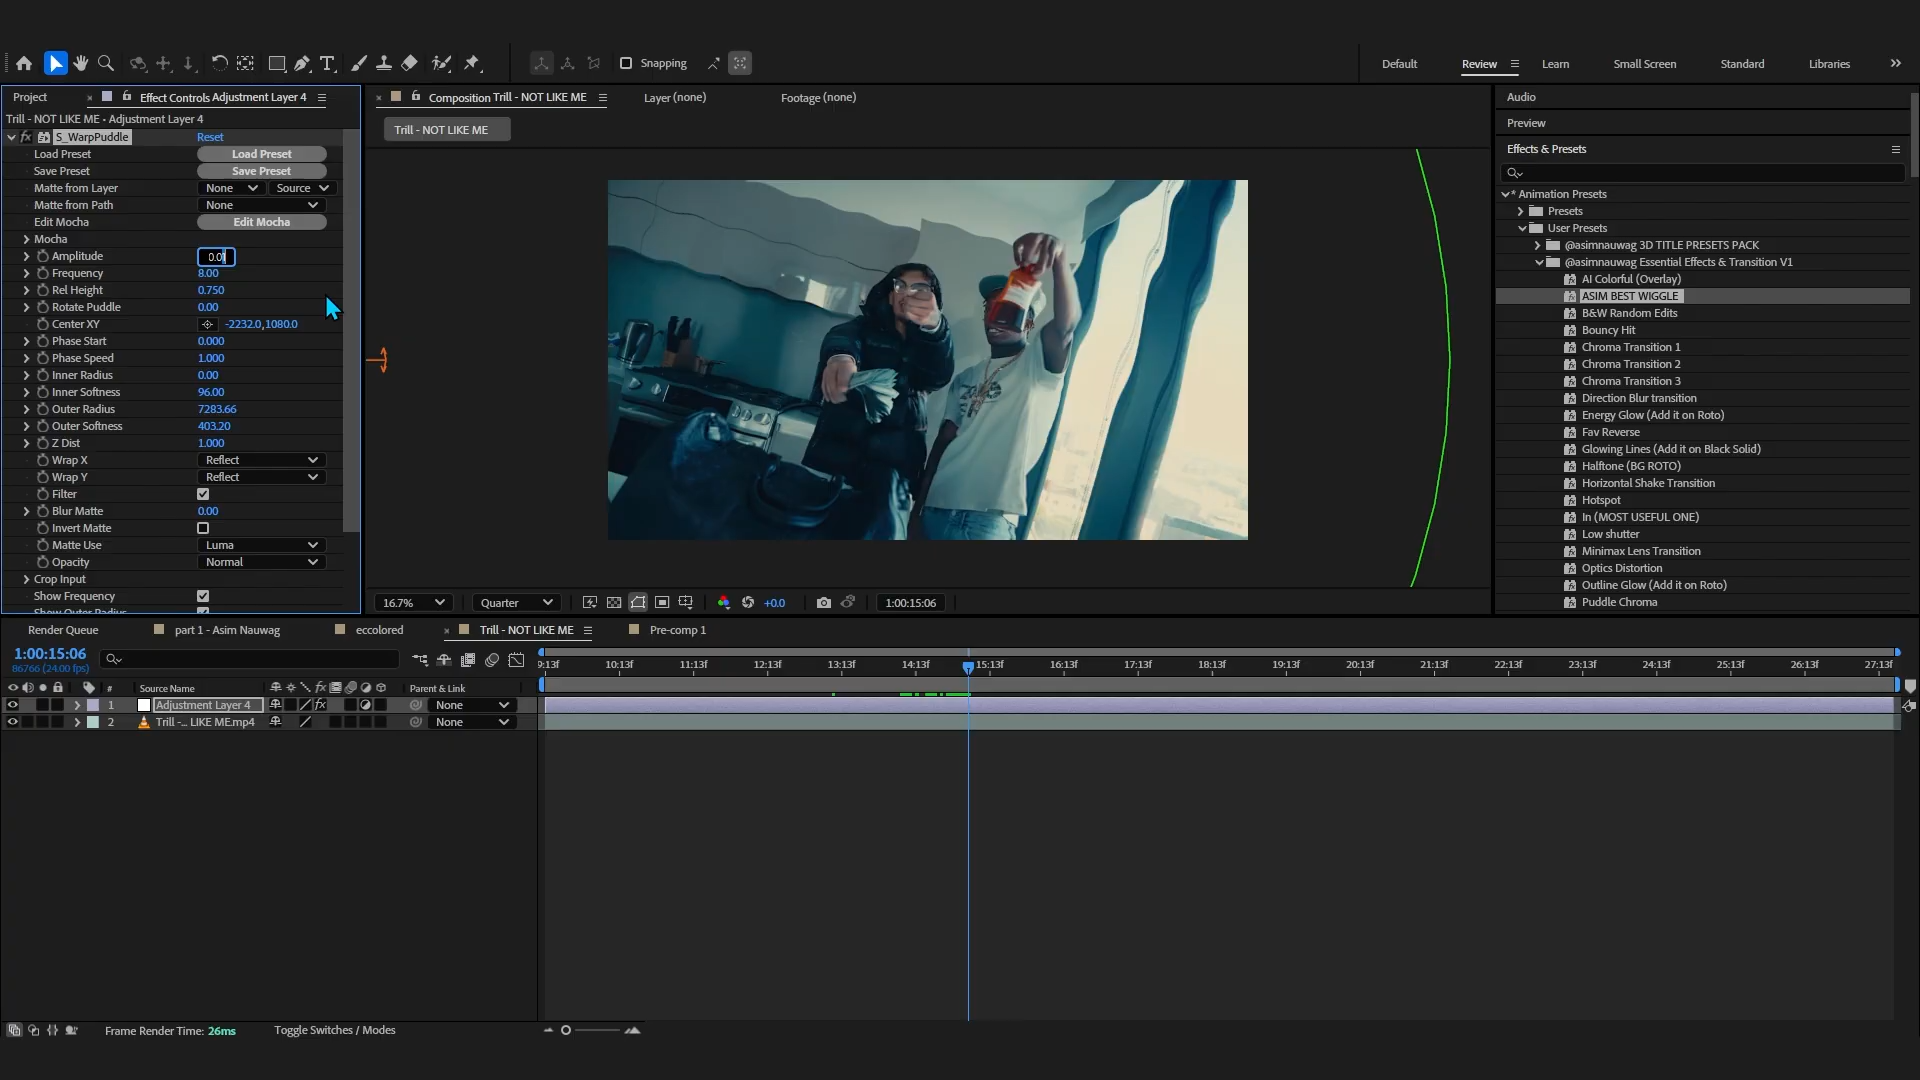 Snapping
Default
Review
Learn
Small Screen
Standard
Libraries
Project
Effect Controls Adjustment Layer 4
Composition Trill - NOT LIKE ME
Layer (none)
Footage (none)
Audio
Trill - NOT LIKE ME • Adjustment Layer 4
Trill - NOT LIKE ME
Preview
fx S_WarpPuddle Reset
Load Preset Load Preset
Save Preset Save Preset
Matte from Layer None Source
Matte from Path None
Edit Mocha Edit Mocha
Mocha
Amplitude
Frequency 8.00
Rel Height 0.750
Rotate Puddle 0.00
Center XY -2232.0,1080.0
Phase Start 0.000
Phase Speed 1.000
Inner Radius 0.00
Inner Softness 96.00
Outer Radius 7283.66
Outer Softness 403.20
Z Dist 1.000
Wrap X Reflect
Wrap Y Reflect
Filter
Blur Matte 0.00
Invert Matte
Matte Use Luma
Opacity Normal
Crop Input
Show Frequency
Show Outer Radius
16.7% Quarter +0.0 1:00:15:06
Effects & Presets
* Animation Presets
Presets
User Presets
@asimnauwag 3D TITLE PRESETS PACK
@asimnauwag Essential Effects & Transition V1
AI Colorful (Overlay)
ASIM BEST WIGGLE
B&W Random Edits
Bouncy Hit
Chroma Transition 1
Chroma Transition 2
Chroma Transition 3
Direction Blur transition
Energy Glow (Add it on Roto)
Fav Reverse
Glowing Lines (Add it on Black Solid)
Halftone (BG ROTO)
Horizontal Shake Transition
Hotspot
In (MOST USEFUL ONE)
Low shutter
Minimax Lens Transition
Optics Distortion
Outline Glow (Add it on Roto)
Puddle Chroma
Render Queue
part 1 - Asim Nauwag
eccolored
Trill - NOT LIKE ME
Pre-comp 1
1:00:15:06
86766 (24.00 fps)
9:13f 10:13f 11:13f 12:13f 13:13f 14:13f 15:13f 16:13f 17:13f 18:13f 19:13f 20:13f 21:13f 22:13f 23:13f 24:13f 25:13f 26:13f 27:13f
# Source Name fx Parent & Link
1 Adjustment Layer 4 fx None
2 Trill -... LIKE ME.mp4 None
Frame Render Time: 26ms
Toggle Switches / Modes